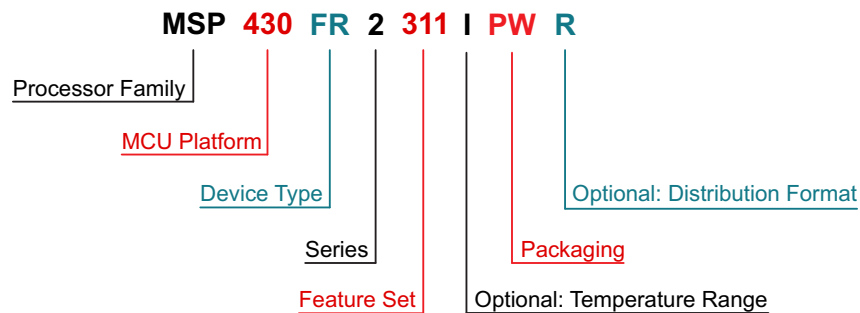 MSP 430 FR 2 311 I PW R
Processor Family
MCU Platform
Device Type
Optional: Distribution Format
Series
Packaging
Feature Set
Optional: Temperature Range